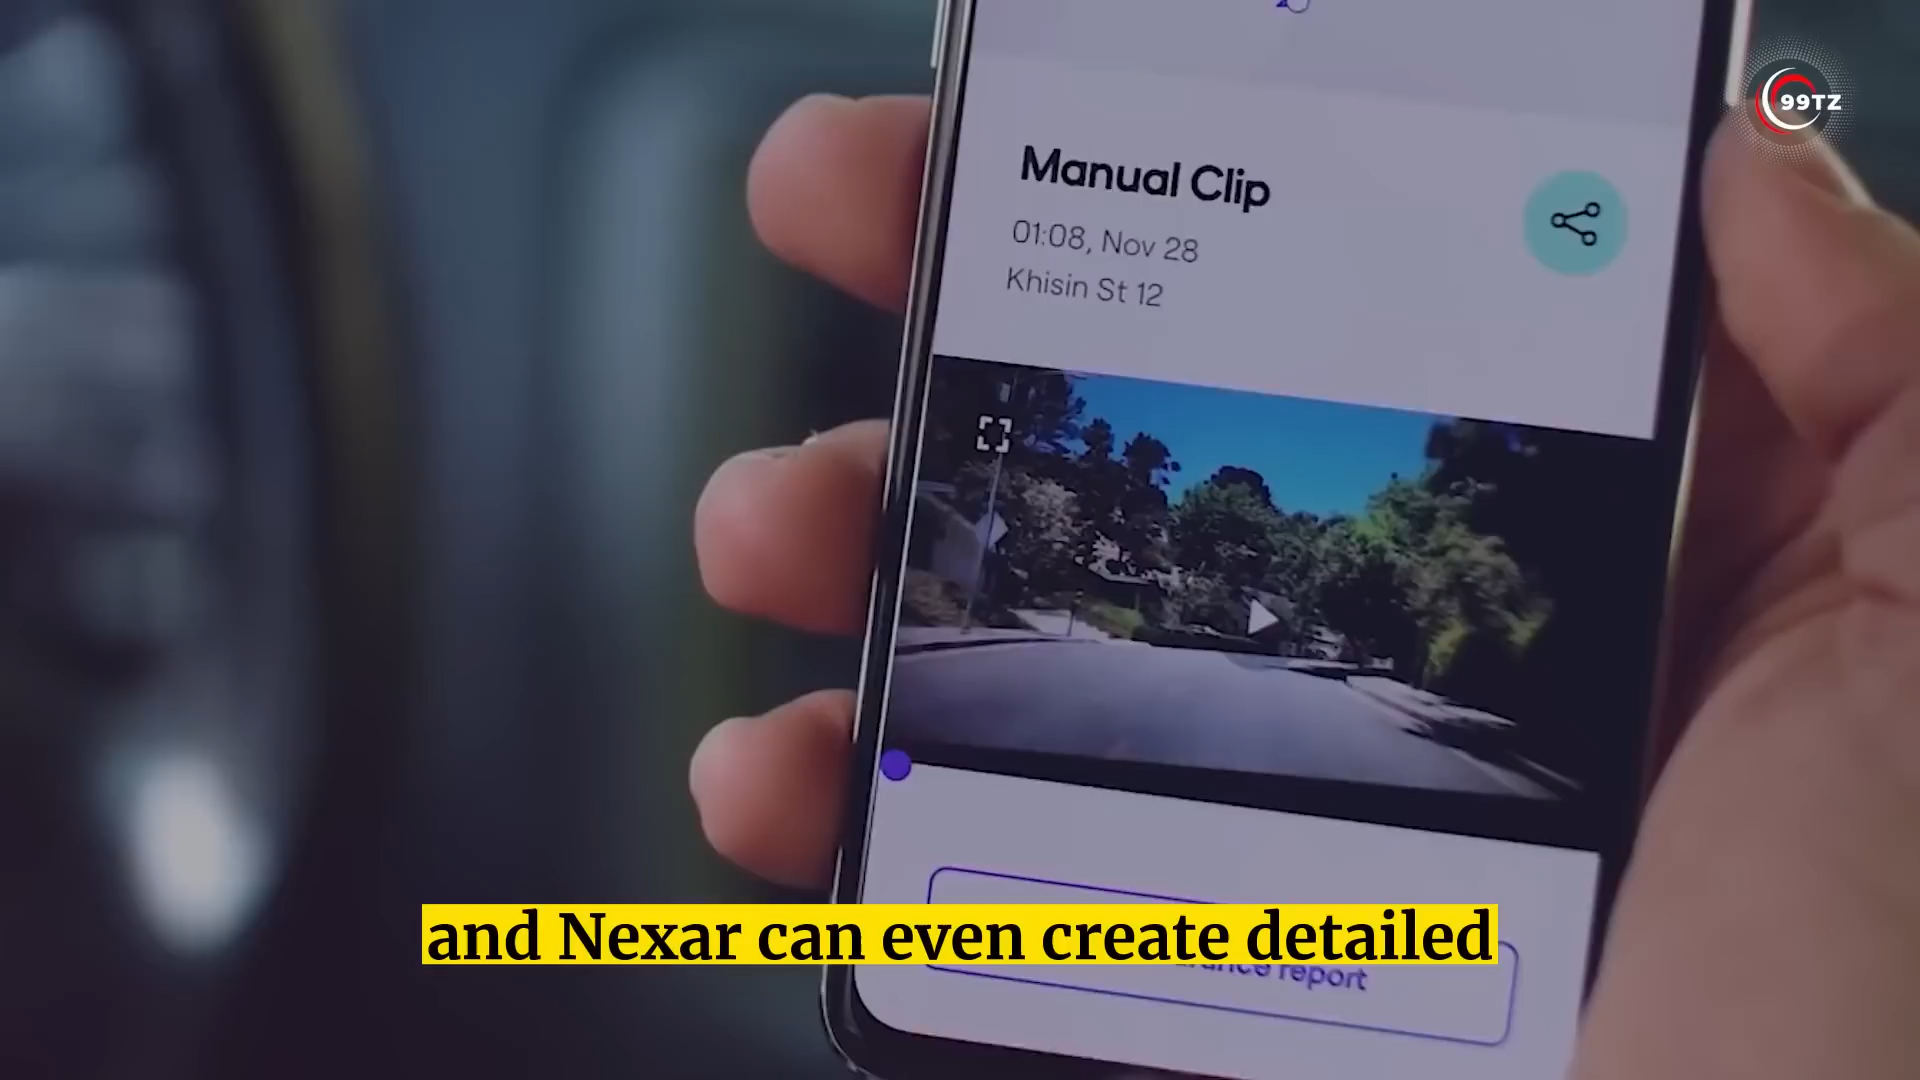 99TZ
Manual Clip
01:08, Nov 28
Khisin St 12
and Nexar can even create detailed
report